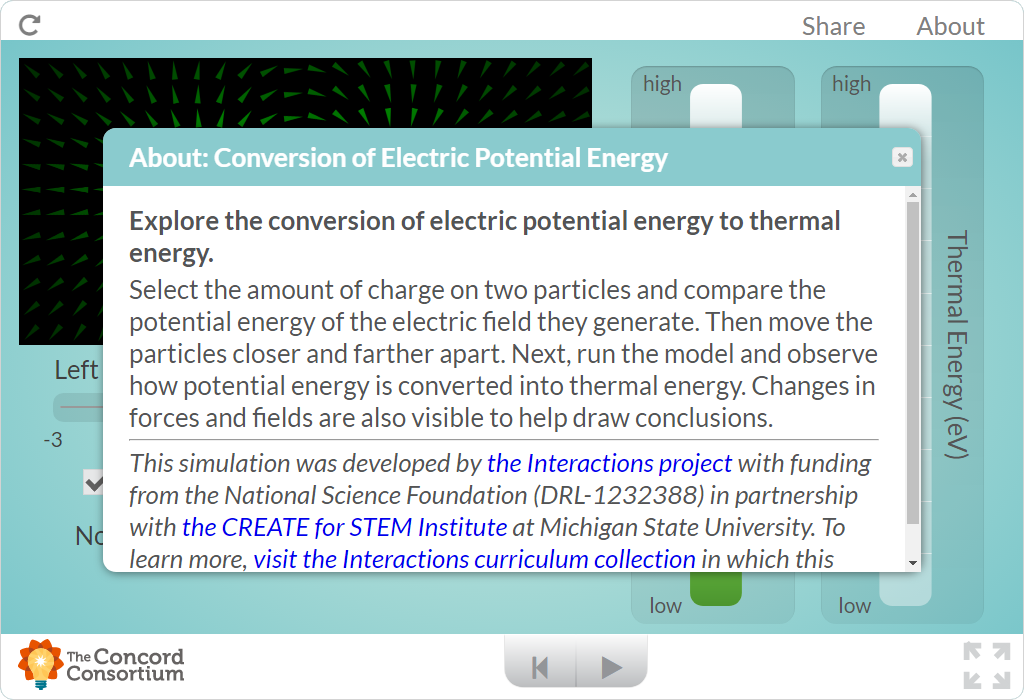 Share
About
high
high
About: Conversion of Electric Potential Energy
Explore the conversion of electric potential energy to thermal
energy.
Select the amount of charge on two particles and compare the
potential energy of the electric field they generate. Then move the
particles closer and farther apart. Next, run the model and observe
how potential energy is converted into thermal energy. Changes in
forces and fields are also visible to help draw conclusions.
This simulation was developed by the Interactions project with funding
from the National Science Foundation (DRL-1232388) in partnership
with the CREATE for STEM Institute at Michigan State University. To
learn more, visit the Interactions curriculum collection in which this
Thermal Energy (eV)
Left
-3
low
low
The Concord
Consortium